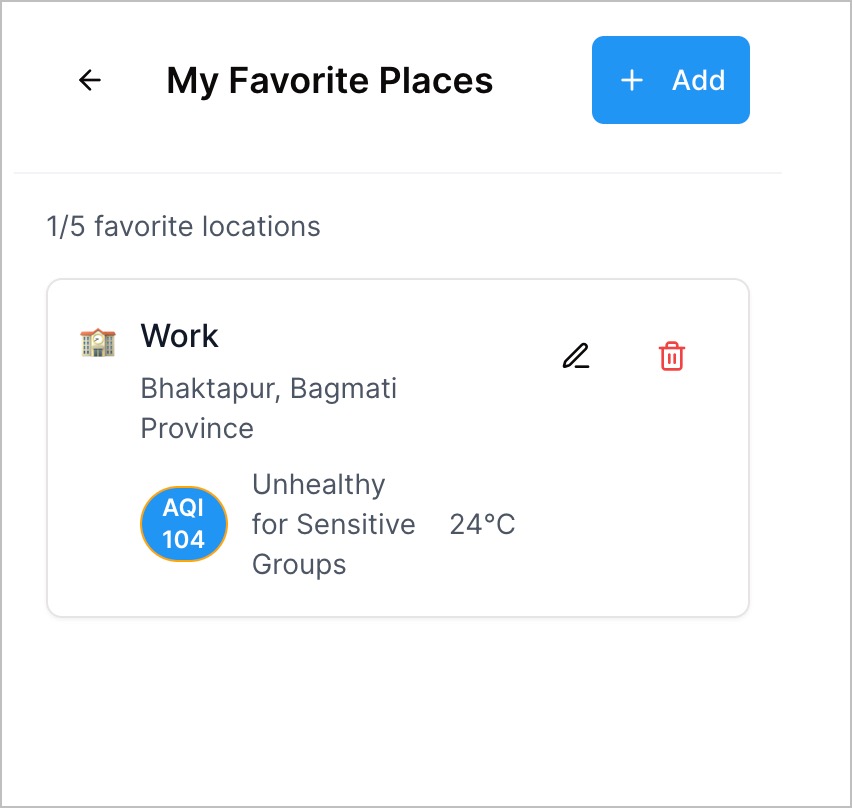 My Favorite Places
Add
1/5 favorite locations
Work
Bhaktapur, Bagmati
Province
AQI
104
Unhealthy
for Sensitive
Groups
24°C